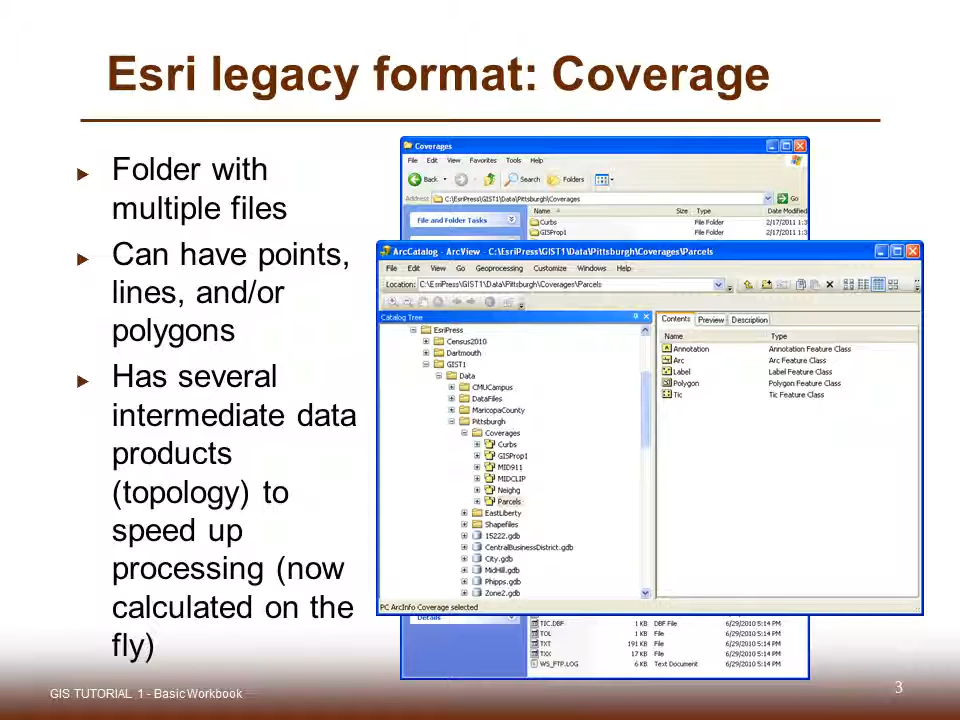 Esri legacy format: Coverage
Folder with
multiple files
Can have points,
lines, and/or
polygons
Has several
intermediate data
products
(topology) to
speed up
processing (now
calculated on the
fly)
Coverages
File Edit View Favorites Tools Help
Back Search Folders
Address C:\EsriPress\GIST1\Data\Pittsburgh\Coverages Go
File and Folder Tasks
Name Size Type Date Modified
Curbs File Folder 2/17/2011 1:3
GISProp1 File Folder 2/17/2011 1:3
ArcCatalog - ArcView - C:\EsriPress\GIST1\Data\Pittsburgh\Coverages\Parcels
File Edit View Go Geoprocessing Customize Windows Help
Location: C:\EsriPress\GIST1\Data\Pittsburgh\Coverages\Parcels
Catalog Tree
EsriPress
Census2010
Dartmouth
GIST1
Data
CMUCampus
DataFiles
MaricopaCounty
Pittsburgh
Coverages
Curbs
GISProp1
MID911
MIDCLIP
Neighg
Parcels
EastLiberty
Shapefiles
15222.gdb
CentralBusinessDistrict.gdb
City.gdb
MidHill.gdb
Phipps.gdb
Zone2.gdb
Contents Preview Description
Name Type
Annotation Annotation Feature Class
Arc Arc Feature Class
Label Label Feature Class
Polygon Polygon Feature Class
Tic Tic Feature Class
PC ArcInfo Coverage selected
Details
TIC.DBF 1 KB DBF File 6/29/2010 5:14 PM
TOL 1 KB File 6/29/2010 5:14 PM
TXT 191 KB File 6/29/2010 5:14 PM
TXX 17 KB File 6/29/2010 5:14 PM
WS_FTP.LOG 6 KB Text Document 6/29/2010 5:14 PM
GIS TUTORIAL 1 - Basic Workbook
3